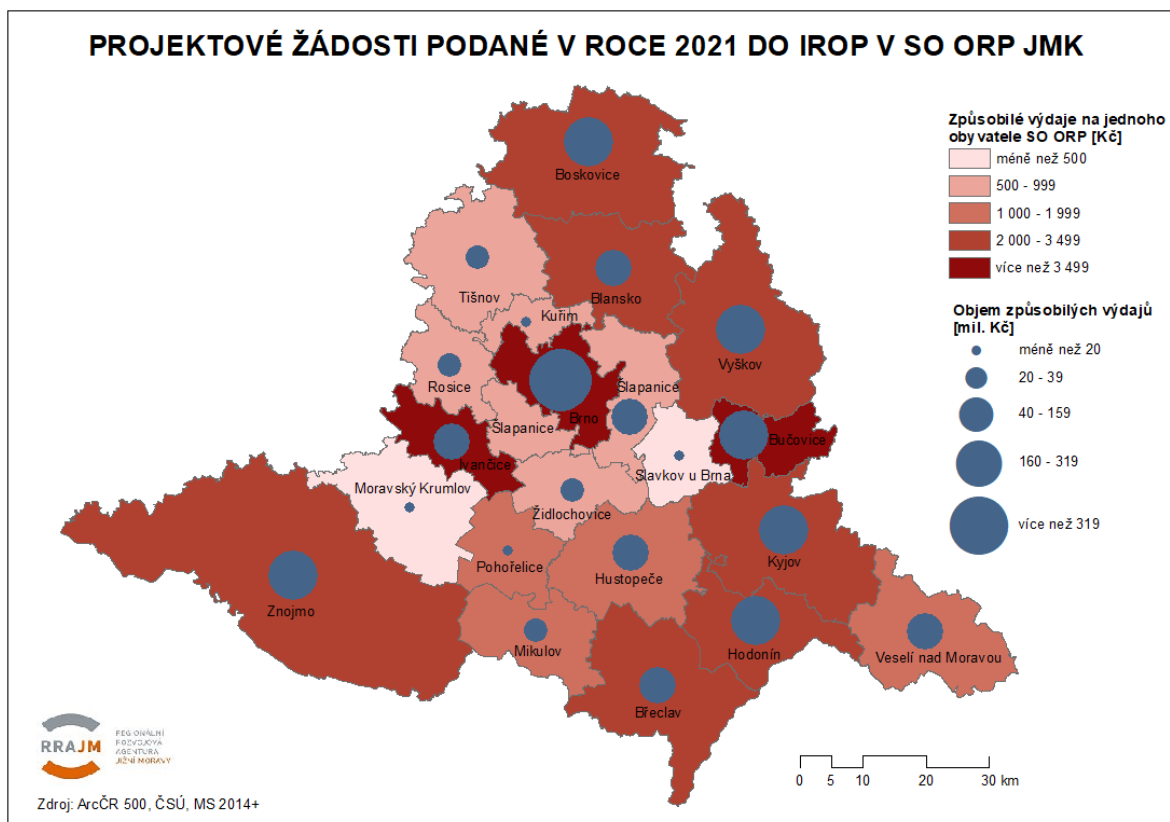 PROJEKTOVÉ ŽÁDOSTI PODANÉ V ROCE 2021 DO IROP V SO ORP JMK
Způsobilé výdaje na jednoho
obyvatele SO ORP [Kč]
méně než 500
500 - 999
1 000 - 1 999
2 000 - 3 499
více než 3 499
Objem způsobilých výdajů
[mil. Kč]
méně než 20
20 - 39
40 - 159
160 - 319
více než 319
Boskovice
Blansko
Tišnov
Kuřim
Vyškov
Rosice
Šlapanice
Brno
Šlapanice
Bučovice
Ivančice
Slavkov u Brna
Moravský Krumlov
Židlochovice
Pohořelice
Hustopeče
Kyjov
Znojmo
Mikulov
Hodonín
Veselí nad Moravou
Břeclav
RRAJM
REGIONÁLNÍ
ROZVOJOVÁ
AGENTURA
JIŽNÍ MORAVY
0 5 10 20 30 km
Zdroj: ArcČR 500, ČSÚ, MS 2014+